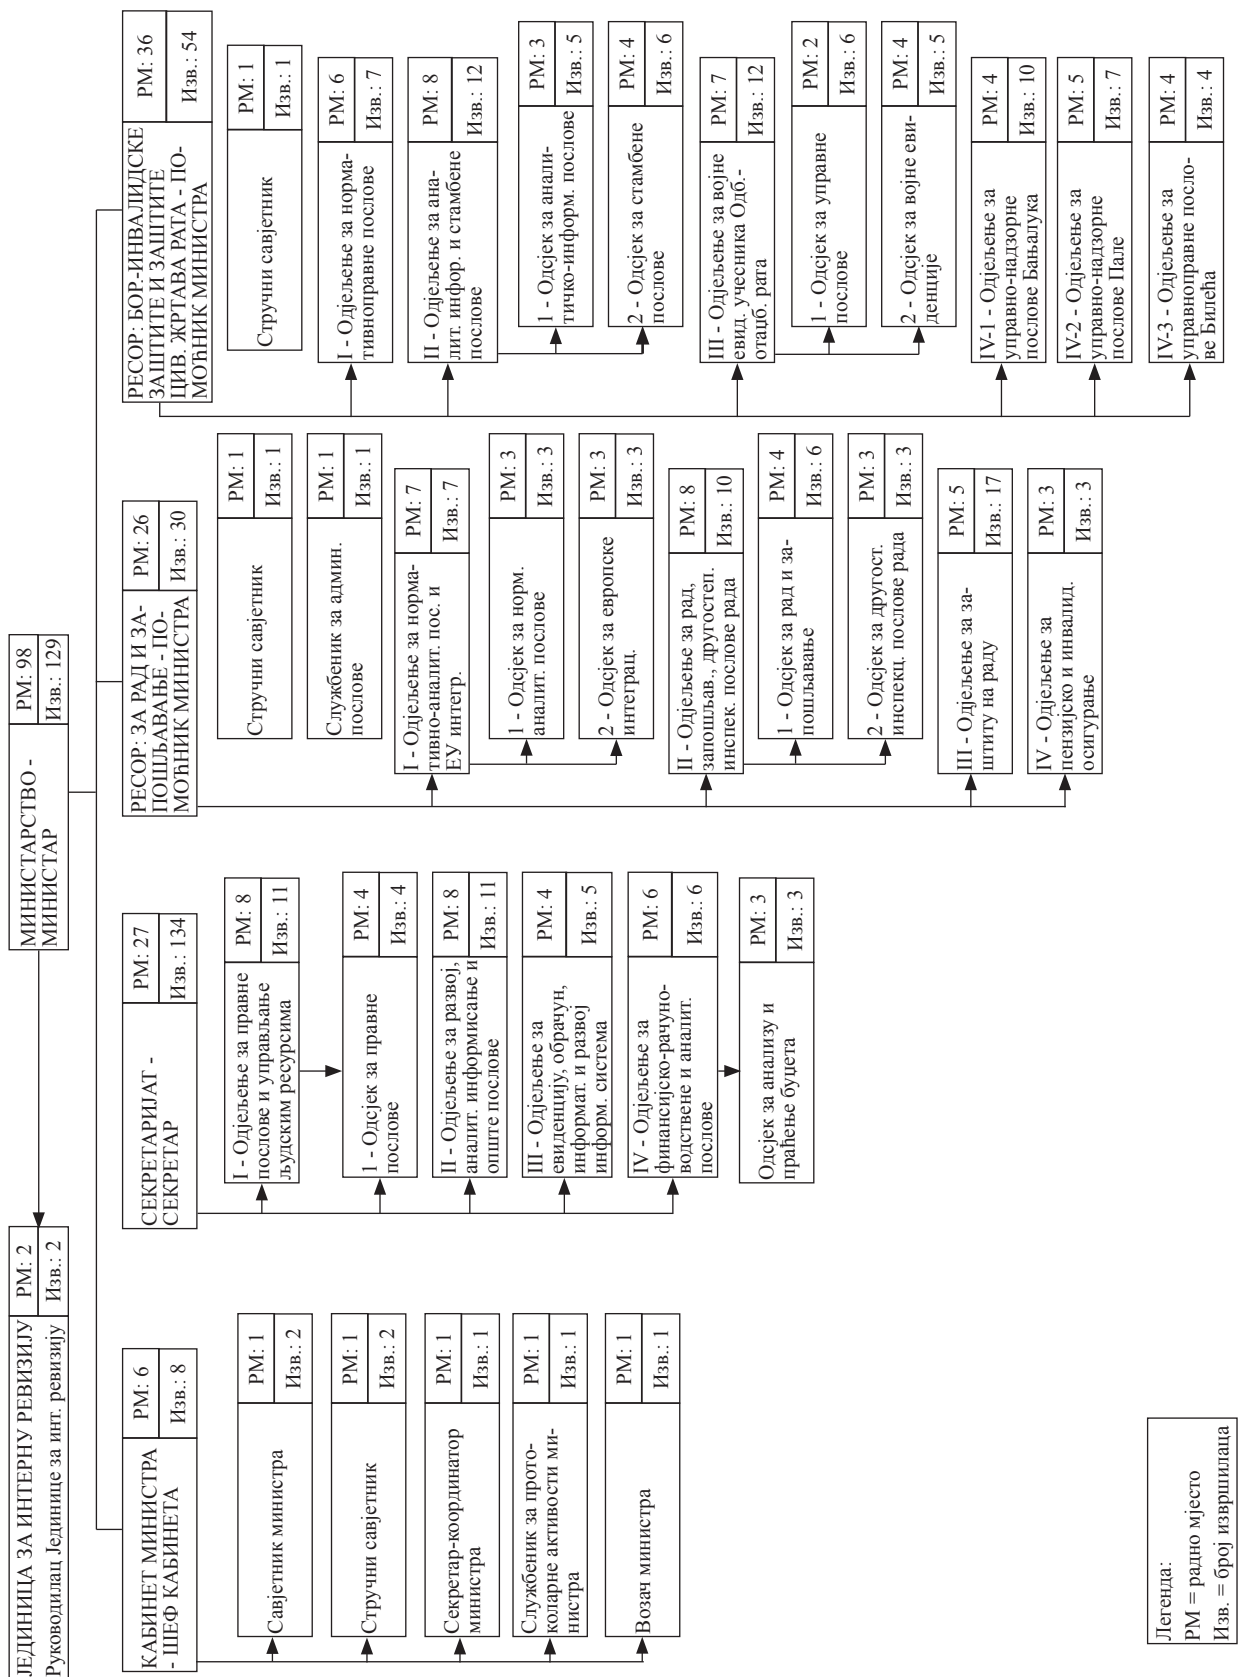 ЈЕДИНИЦА ЗА ИНТЕРНУ РЕВИЗИЈУ
Руководилац Јединице за инт. ревизију
РМ: 2
Изв.: 2
МИНИСТАРСТВО -
МИНИСТАР
РМ: 98
Изв.: 129
КАБИНЕТ МИНИСТРА
- ШЕФ КАБИНЕТА
РМ: 6
Изв.: 8
Савјетник министра
РМ: 1
Изв.: 2
Стручни савјетник
РМ: 1
Изв.: 2
Секретар-координатор
министра
РМ: 1
Изв.: 1
Службеник за прото-
коларне активости ми-
нистра
РМ: 1
Изв.: 1
Возач министра
РМ: 1
Изв.: 1
СЕКРЕТАРИЈАТ -
СЕКРЕТАР
РМ: 27
Изв.: 134
I - Одјељење за правне
послове и управљање
људским ресурсима
РМ: 8
Изв.: 11
1 - Одсјек за правне
послове
РМ: 4
Изв.: 4
II - Одјељење за развој,
аналит. информисање и
опште послове
РМ: 8
Изв.: 11
III - Одјељење за
евиденцију, обрачун,
информат. и развој
информ. система
РМ: 4
Изв.: 5
IV - Одјељење за
финансијско-рачуно-
водствене и аналит.
послове
РМ: 6
Изв.: 6
Одсјек за анализу и
праћење буџета
РМ: 3
Изв.: 3
РЕСОР: ЗА РАД И ЗА-
ПОШЉАВАЊЕ - ПО-
МОЋНИК МИНИСТРА
РМ: 26
Изв.: 30
Стручни савјетник
РМ: 1
Изв.: 1
Службеник за админ.
послове
РМ: 1
Изв.: 1
I - Одјељење за норма-
тивно-аналит. пос. и
ЕУ интегр.
РМ: 7
Изв.: 7
1 - Одсјек за норм.
аналит. послове
РМ: 3
Изв.: 3
2 - Одсјек за европске
интеграц.
РМ: 3
Изв.: 3
II - Одјељење за рад,
запошљав., другостеп.
инспек. послове рада
РМ: 8
Изв.: 10
1 - Одсјек за рад и за-
пошљавање
РМ: 4
Изв.: 6
2 - Одсјек за другост.
инспекц. послове рада
РМ: 3
Изв.: 3
III - Одјељење за за-
штиту на раду
РМ: 5
Изв.: 17
IV - Одјељење за
пензијско и инвалид.
осигурање
РМ: 3
Изв.: 3
РЕСОР: БОР-ИНВАЛИДСКЕ
ЗАШТИТЕ И ЗАШТИТЕ
ЦИВ. ЖРТАВА РАТА - ПО-
МОЋНИК МИНИСТРА
РМ: 36
Изв.: 54
Стручни савјетник
РМ: 1
Изв.: 1
I - Одјељење за норма-
тивноправне послове
РМ: 6
Изв.: 7
II - Одјељење за ана-
лит. инфор. и стамбене
послове
РМ: 8
Изв.: 12
1 - Одсјек за анали-
тичко-информ. послове
РМ: 3
Изв.: 5
2 - Одсјек за стамбене
послове
РМ: 4
Изв.: 6
III - Одјељење за војне
евид. учесника Одб.-
отаџб. рата
РМ: 7
Изв.: 12
1 - Одсјек за управне
послове
РМ: 2
Изв.: 6
2 - Одсјек за војне еви-
денције
РМ: 4
Изв.: 5
IV-1 - Одјељење за
управно-надзорне
послове Бањалука
РМ: 4
Изв.: 10
IV-2 - Одјељење за
управно-надзорне
послове Пале
РМ: 5
Изв.: 7
IV-3 - Одјељење за
управноправне посло-
ве Билећа
РМ: 4
Изв.: 4
Легенда:
РМ = радно мјесто
Изв. = број извршилаца